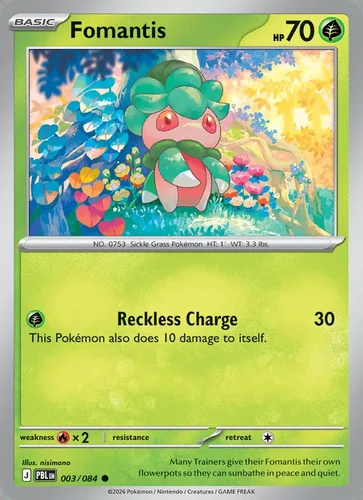 BASIC
Fomantis
HP 70
NO. 0753 Sickle Grass Pokémon HT: 1' WT: 3.3 lbs.
Reckless Charge 30
This Pokémon also does 10 damage to itself.
weakness ×2 resistance retreat
Illus. nisimono
J PBL EN 003/084
Many Trainers give their Fomantis their own
flowerpots so they can sunbathe in peace and quiet.
©2026 Pokémon / Nintendo / Creatures / GAME FREAK